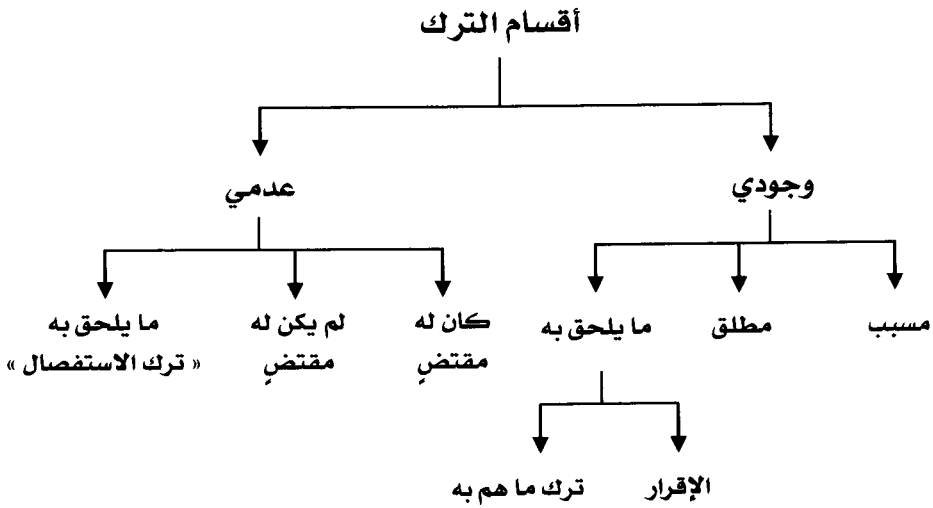 أقسام الترك
وجودي
عدمي
مسبب
مطلق
ما يلحق به
كان له
مقتضٍ
لم يكن له
مقتضٍ
ما يلحق به
« ترك الاستفصال »
الإقرار
ترك ما هم به